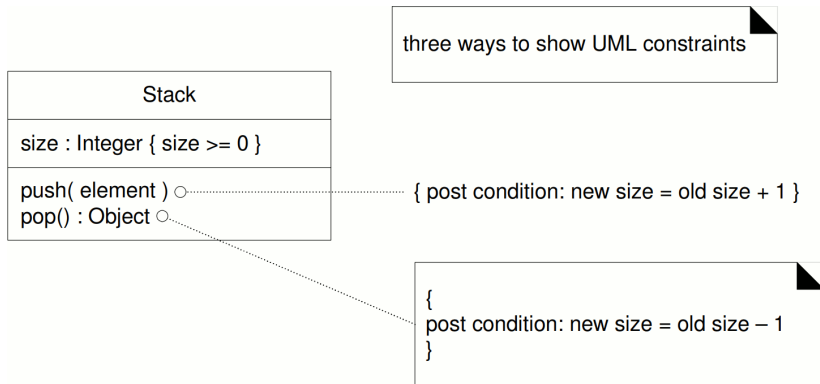 three ways to show UML constraints
Stack
size : Integer { size >= 0 }
push( element )
{ post condition: new size = old size + 1 }
pop() : Object
{
post condition: new size = old size – 1
}